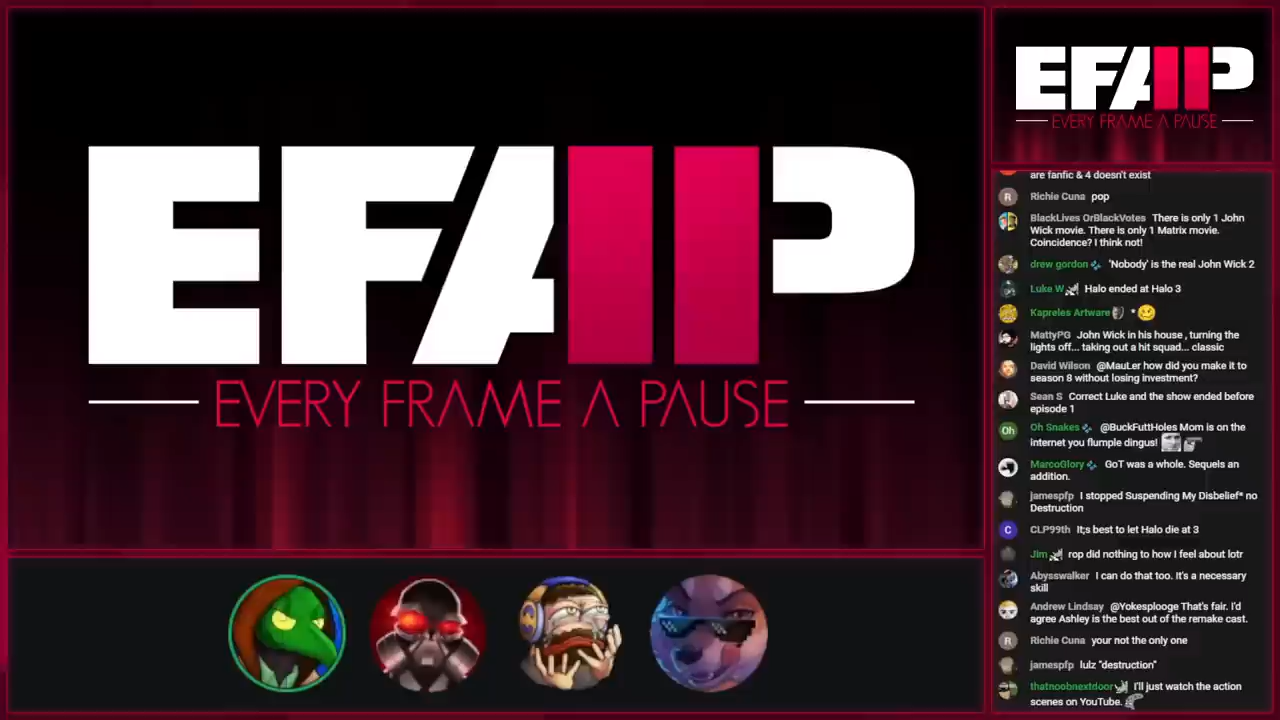 EFAP
EVERY FRAME A PAUSE
EFAP
EVERY FRAME A PAUSE
are fanfic & 4 doesn't exist
R Richie Cuna pop
BlackLives OrBlackVotes There is only 1 John
Wick movie. There is only 1 Matrix movie.
Coincidence? I think not!
drew gordon 'Nobody' is the real John Wick 2
Luke W Halo ended at Halo 3
Kapreles Artware *
MattyPG John Wick in his house , turning the
lights off... taking out a hit squad... classic
David Wilson @MauLer how did you make it to
season 8 without losing investment?
Sean S Correct Luke and the show ended before
episode 1
Oh Oh Snakes @BuckFuttHoles Mom is on the
internet you flumple dingus!
MarcoGlory GoT was a whole. Sequels an
addition.
jamespfp I stopped Suspending My Disbelief* no
Destruction
C CLP99th It;s best to let Halo die at 3
Jim rop did nothing to how I feel about lotr
Abysswalker I can do that too. It's a necessary
skill
Andrew Lindsay @Yokesplooge That's fair. I'd
agree Ashley is the best out of the remake cast.
R Richie Cuna your not the only one
jamespfp lulz "destruction"
thatnoobnextdoor I'll just watch the action
scenes on YouTube.